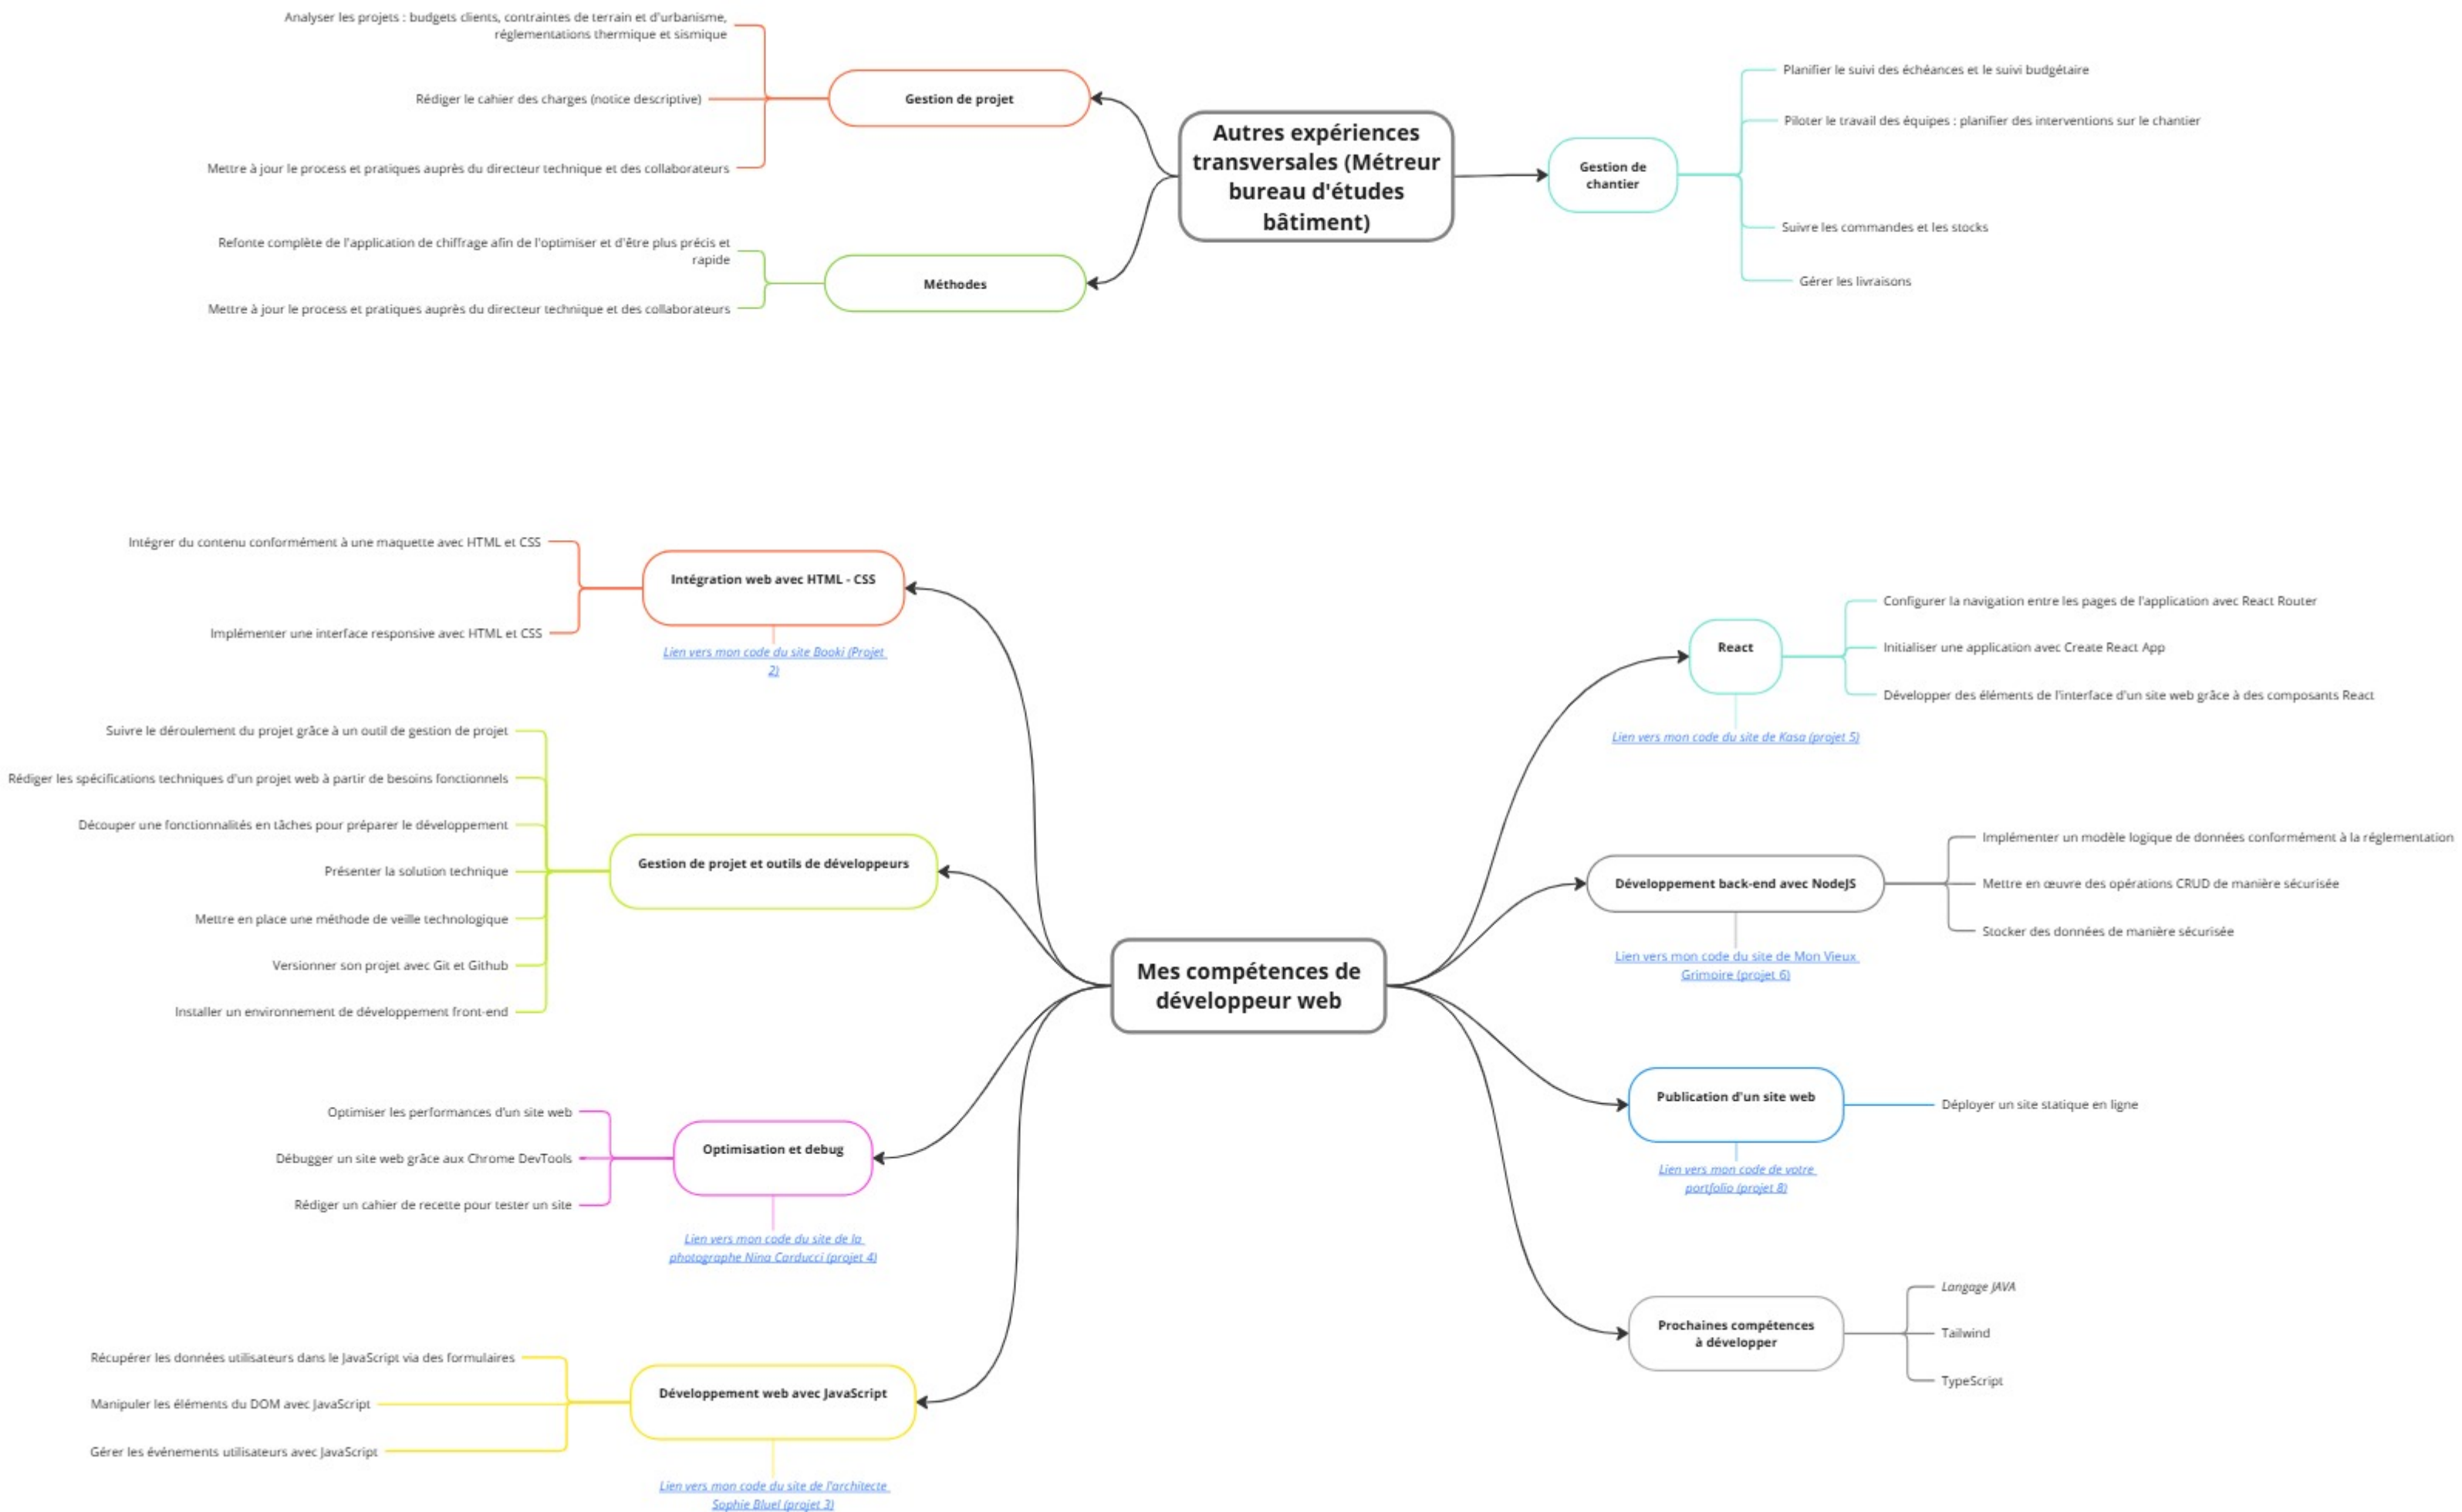 Analyser les projets : budgets clients, contraintes de terrain et d'urbanisme,
réglementations thermique et sismique
Rédiger le cahier des charges (notice descriptive)
Mettre à jour le process et pratiques auprès du directeur technique et des collaborateurs
Gestion de projet
Refonte complète de l'application de chiffrage afin de l'optimiser et d'être plus précis et
rapide
Mettre à jour le process et pratiques auprès du directeur technique et des collaborateurs
Méthodes
Autres expériences
transversales (Métreur
bureau d'études
bâtiment)
Gestion de
chantier
Planifier le suivi des échéances et le suivi budgétaire
Piloter le travail des équipes : planifier des interventions sur le chantier
Suivre les commandes et les stocks
Gérer les livraisons
Intégrer du contenu conformément à une maquette avec HTML et CSS
Implémenter une interface responsive avec HTML et CSS
Intégration web avec HTML - CSS
Lien vers mon code du site Booki (Projet
2)
Suivre le déroulement du projet grâce à un outil de gestion de projet
Rédiger les spécifications techniques d'un projet web à partir de besoins fonctionnels
Découper une fonctionnalités en tâches pour préparer le développement
Présenter la solution technique
Mettre en place une méthode de veille technologique
Versionner son projet avec Git et Github
Installer un environnement de développement front-end
Gestion de projet et outils de développeurs
Optimiser les performances d'un site web
Débugger un site web grâce aux Chrome DevTools
Rédiger un cahier de recette pour tester un site
Optimisation et debug
Lien vers mon code du site de la
photographe Nina Carducci (projet 4)
Récupérer les données utilisateurs dans le JavaScript via des formulaires
Manipuler les éléments du DOM avec JavaScript
Gérer les événements utilisateurs avec JavaScript
Développement web avec JavaScript
Lien vers mon code du site de l'architecte
Sophie Bluel (projet 3)
Mes compétences de
développeur web
React
Configurer la navigation entre les pages de l'application avec React Router
Initialiser une application avec Create React App
Développer des éléments de l'interface d'un site web grâce à des composants React
Lien vers mon code du site de Kasa (projet 5)
Développement back-end avec NodeJS
Implémenter un modèle logique de données conformément à la réglementation
Mettre en œuvre des opérations CRUD de manière sécurisée
Stocker des données de manière sécurisée
Lien vers mon code du site de Mon Vieux
Grimoire (projet 6)
Publication d'un site web
Déployer un site statique en ligne
Lien vers mon code de votre
portfolio (projet 8)
Prochaines compétences
à développer
Langage JAVA
Tailwind
TypeScript